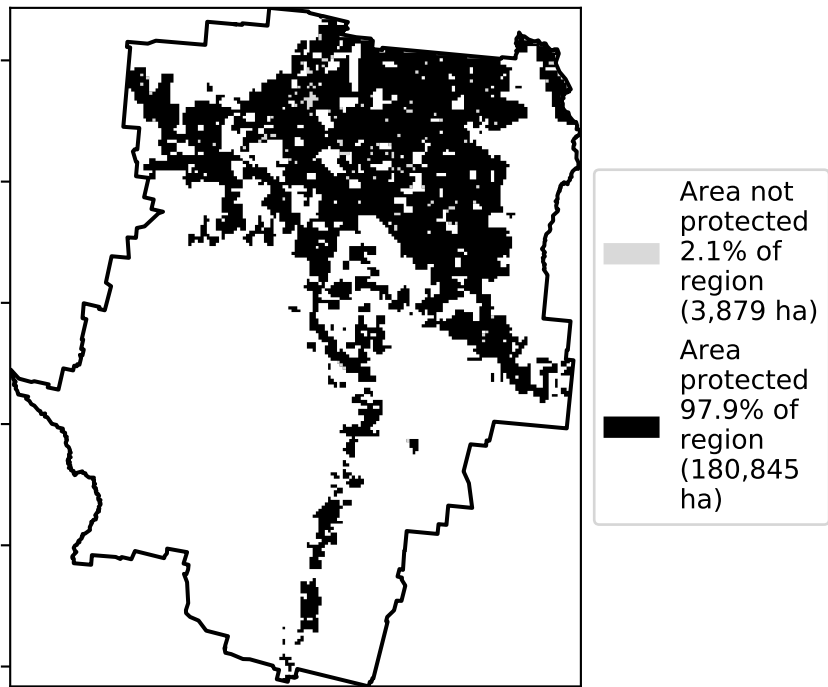 Area not
protected
2.1% of
region
(3,879 ha)
Area
protected
97.9% of
region
(180,845
ha)